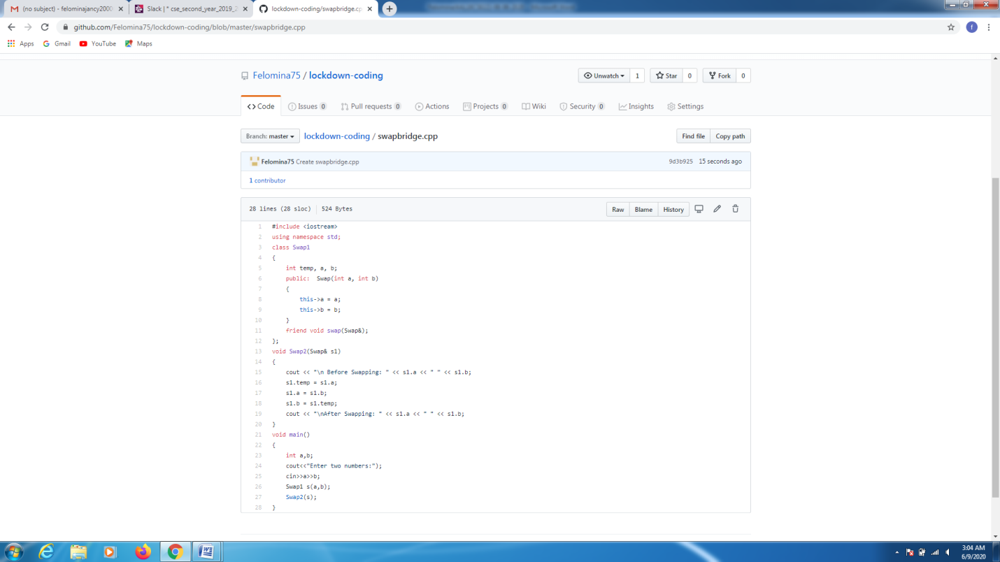 (no subject) - felominajancy2000
Slack | * cse_second_year_2019_2
lockdown-coding/swapbridge.cp
github.com/Felomina75/lockdown-coding/blob/master/swapbridge.cpp
f
Apps Gmail YouTube Maps
Felomina75 / lockdown-coding
Unwatch 1 Star 0 Fork 0
Code Issues 0 Pull requests 0 Actions Projects 0 Wiki Security 0 Insights Settings
Branch: master lockdown-coding / swapbridge.cpp Find file Copy path
Felomina75 Create swapbridge.cpp 9d3b925 15 seconds ago
1 contributor
28 lines (28 sloc) 524 Bytes Raw Blame History
1 #include <iostream>
2 using namespace std;
3 class Swap1
4 {
5 int temp, a, b;
6 public: Swap(int a, int b)
7 {
8 this->a = a;
9 this->b = b;
10 }
11 friend void swap(Swap&);
12 };
13 void Swap2(Swap& s1)
14 {
15 cout << "\n Before Swapping: " << s1.a << " " << s1.b;
16 s1.temp = s1.a;
17 s1.a = s1.b;
18 s1.b = s1.temp;
19 cout << "\nAfter Swapping: " << s1.a << " " << s1.b;
20 }
21 void main()
22 {
23 int a,b;
24 cout<<"Enter two numbers:");
25 cin>>a>>b;
26 Swap1 s(a,b);
27 Swap2(s);
28 }
3:04 AM
6/9/2020